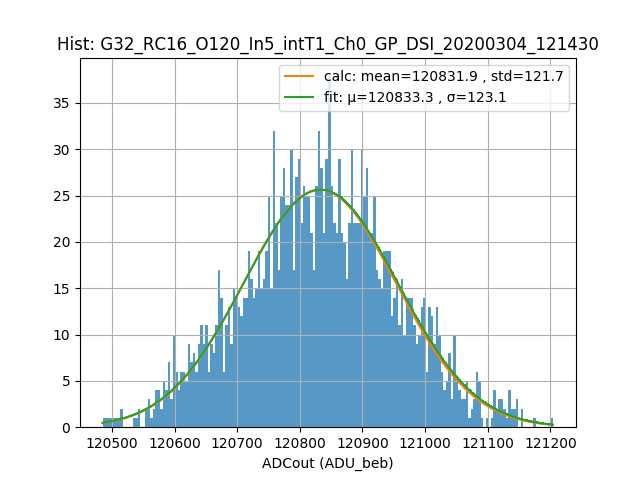 Hist: G32_RC16_O120_In5_intT1_Ch0_GP_DSI_20200304_121430
calc: mean=120831.9 , std=121.7
fit: μ=120833.3 , σ=123.1
35
30
25
20
15
10
5
0
120500 120600 120700 120800 120900 121000 121100 121200
ADCout (ADU_beb)